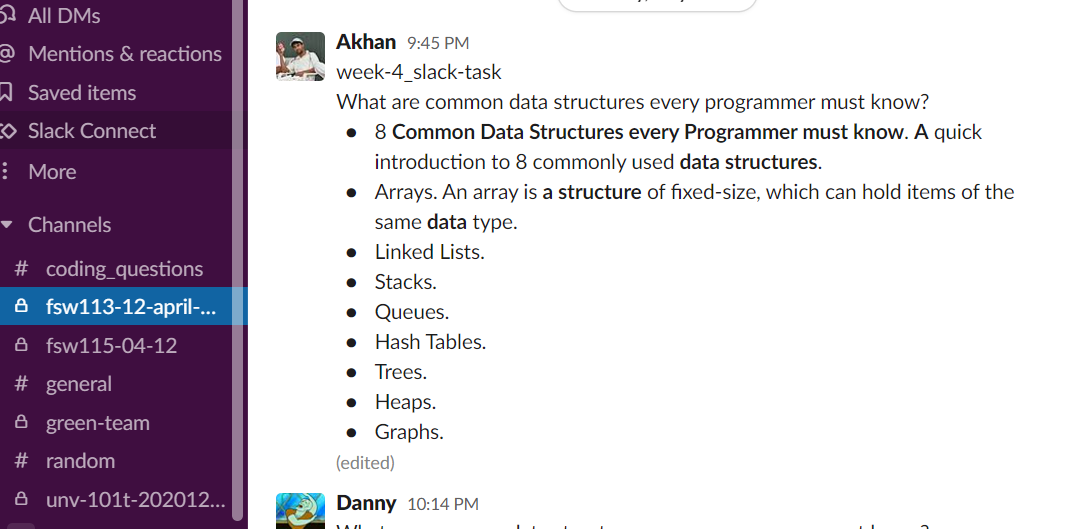 All DMs
Mentions & reactions
Saved items
Slack Connect
More
Channels
# coding_questions
fsw113-12-april-...
fsw115-04-12
# general
green-team
# random
unv-101t-202012...
Akhan 9:45 PM
week-4_slack-task
What are common data structures every programmer must know?
● 8 Common Data Structures every Programmer must know. A quick
introduction to 8 commonly used data structures.
● Arrays. An array is a structure of fixed-size, which can hold items of the
same data type.
● Linked Lists.
● Stacks.
● Queues.
● Hash Tables.
● Trees.
● Heaps.
● Graphs.
(edited)
Danny 10:14 PM